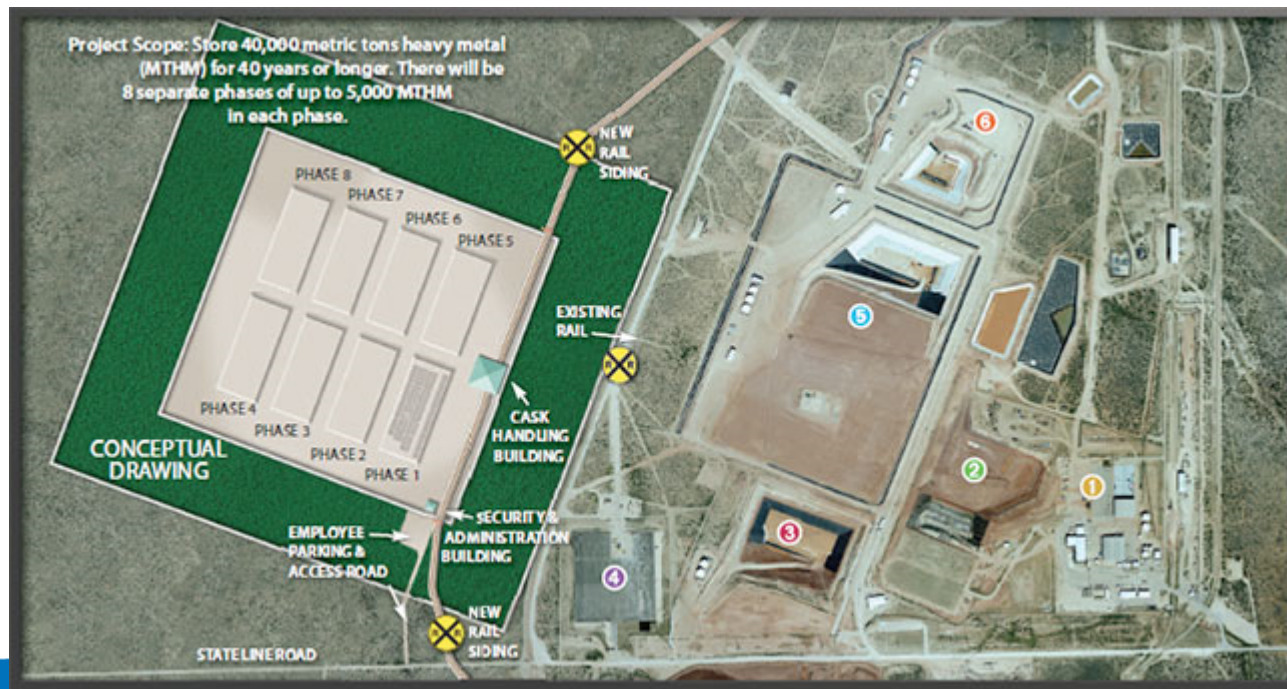 Project Scope: Store 40,000 metric tons heavy metal
(MTHM) for 40 years or longer. There will be
8 separate phases of up to 5,000 MTHM
in each phase.
NEW
RAIL
SIDING
PHASE 8
PHASE 7
PHASE 6
PHASE 5
EXISTING
RAIL
PHASE 4
PHASE 3
PHASE 2
PHASE 1
CASK
HANDLING
BUILDING
CONCEPTUAL
DRAWING
EMPLOYEE
PARKING &
ACCESS ROAD
SECURITY &
ADMINISTRATION
BUILDING
NEW
RAIL
SIDING
STATE LINE ROAD
6
5
2
1
3
4
R R
R R
R R